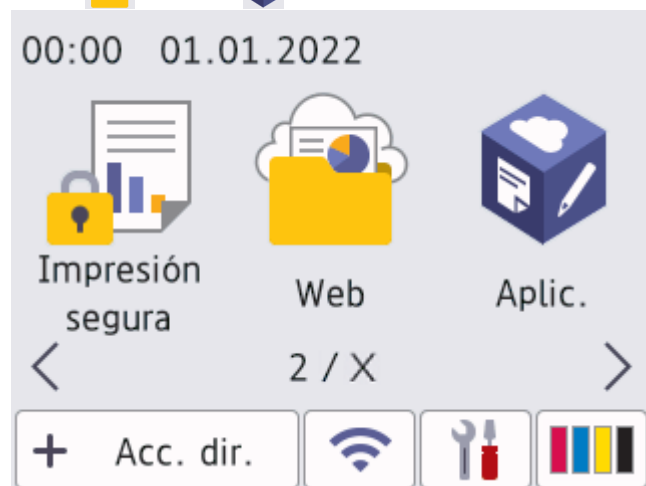 00:00 01.01.2022
Impresión
segura
Web
Aplic.
2 / X
+ Acc. dir.